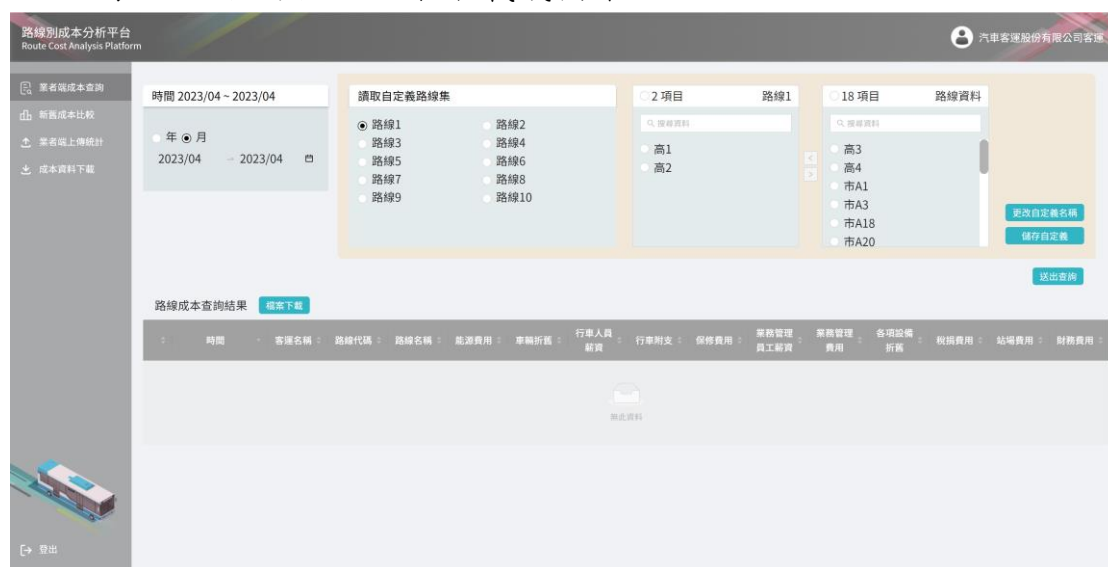 路線別成本分析平台
Route Cost Analysis Platform
汽車客運股份有限公司客運
業者端成本查詢
新舊成本比較
業者端上傳統計
成本資料下載
時間 2023/04 ~ 2023/04
年 月
2023/04 → 2023/04
讀取自定義路線集
路線1 路線2
路線3 路線4
路線5 路線6
路線7 路線8
路線9 路線10
2 項目 路線1
搜尋資料
高1
高2
18 項目 路線資料
搜尋資料
高3
高4
市A1
市A3
市A18
市A20
更改自定義名稱
儲存自定義
送出查詢
路線成本查詢結果 檔案下載
時間 客運名稱 路線代碼 路線名稱 能源費用 車輛折舊 行車人員薪資 行車附支 保修費用 業務管理員工薪資 業務管理費用 各項設備折舊 稅捐費用 站場費用 財務費用
無此資料
登出